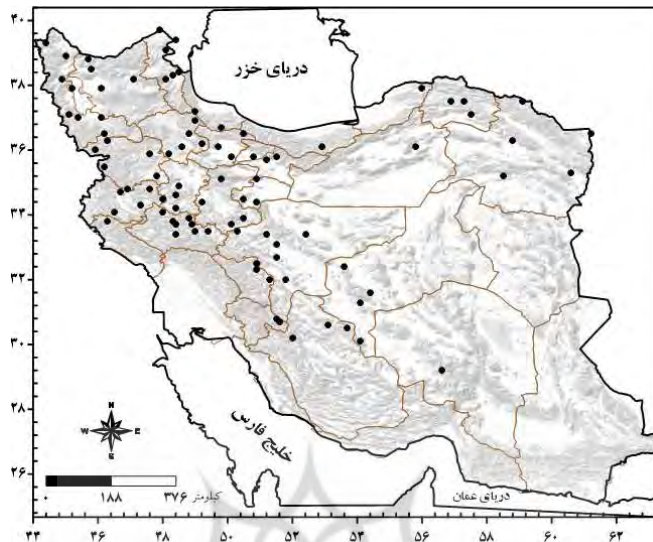 ۴۰
دریای خزر
۳۸
۳۶
۳۴
۳۲
۳۰
۲۸
خلیج فارس
N
W E
S
۲۶
۰ ۱۸۸ ۳۷۶ کیلومتر
دریای عمان
۴۴ ۴۶ ۴۸ ۵۰ ۵۲ ۵۴ ۵۶ ۵۸ ۶۰ ۶۲